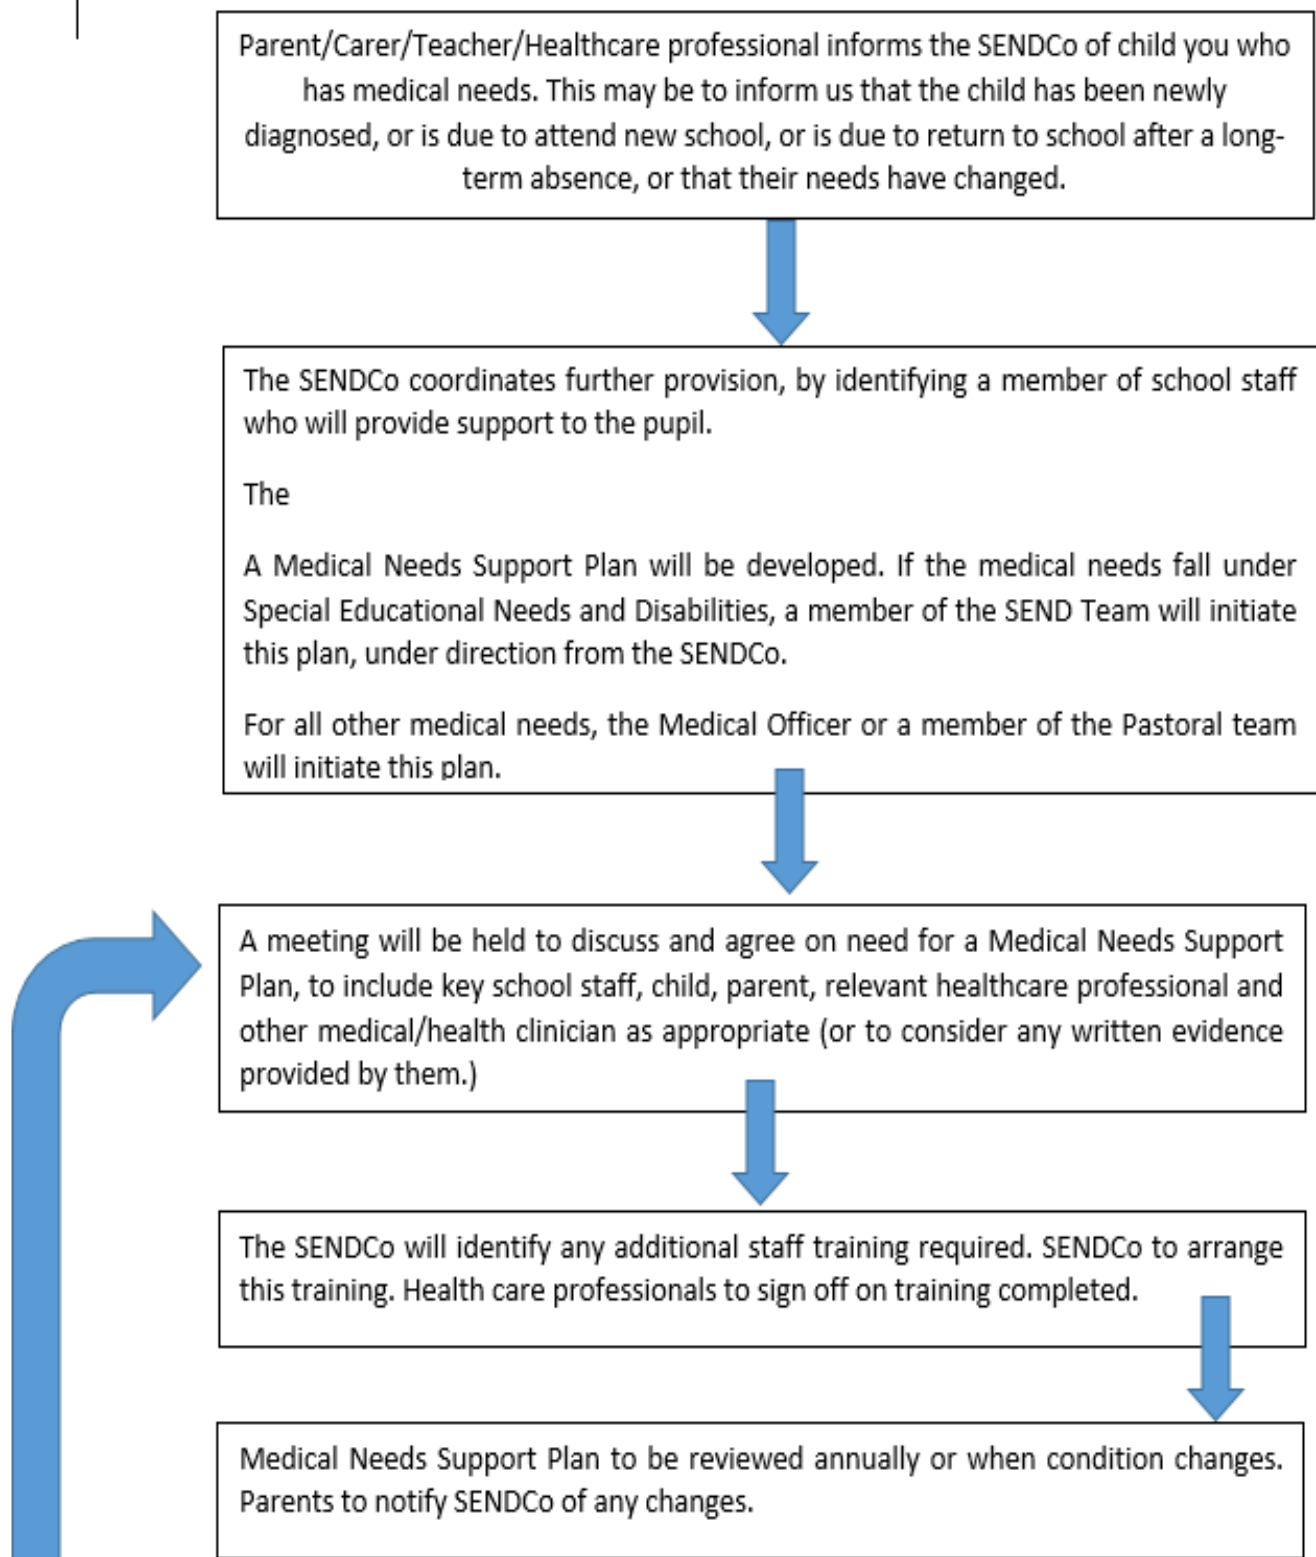 Parent/Carer/Teacher/Healthcare professional informs the SENDCo of child you who
has medical needs. This may be to inform us that the child has been newly
diagnosed, or is due to attend new school, or is due to return to school after a long-
term absence, or that their needs have changed.
The SENDCo coordinates further provision, by identifying a member of school staff
who will provide support to the pupil.
The
A Medical Needs Support Plan will be developed. If the medical needs fall under
Special Educational Needs and Disabilities, a member of the SEND Team will initiate
this plan, under direction from the SENDCo.
For all other medical needs, the Medical Officer or a member of the Pastoral team
will initiate this plan.
A meeting will be held to discuss and agree on need for a Medical Needs Support
Plan, to include key school staff, child, parent, relevant healthcare professional and
other medical/health clinician as appropriate (or to consider any written evidence
provided by them.)
The SENDCo will identify any additional staff training required. SENDCo to arrange
this training. Health care professionals to sign off on training completed.
Medical Needs Support Plan to be reviewed annually or when condition changes.
Parents to notify SENDCo of any changes.